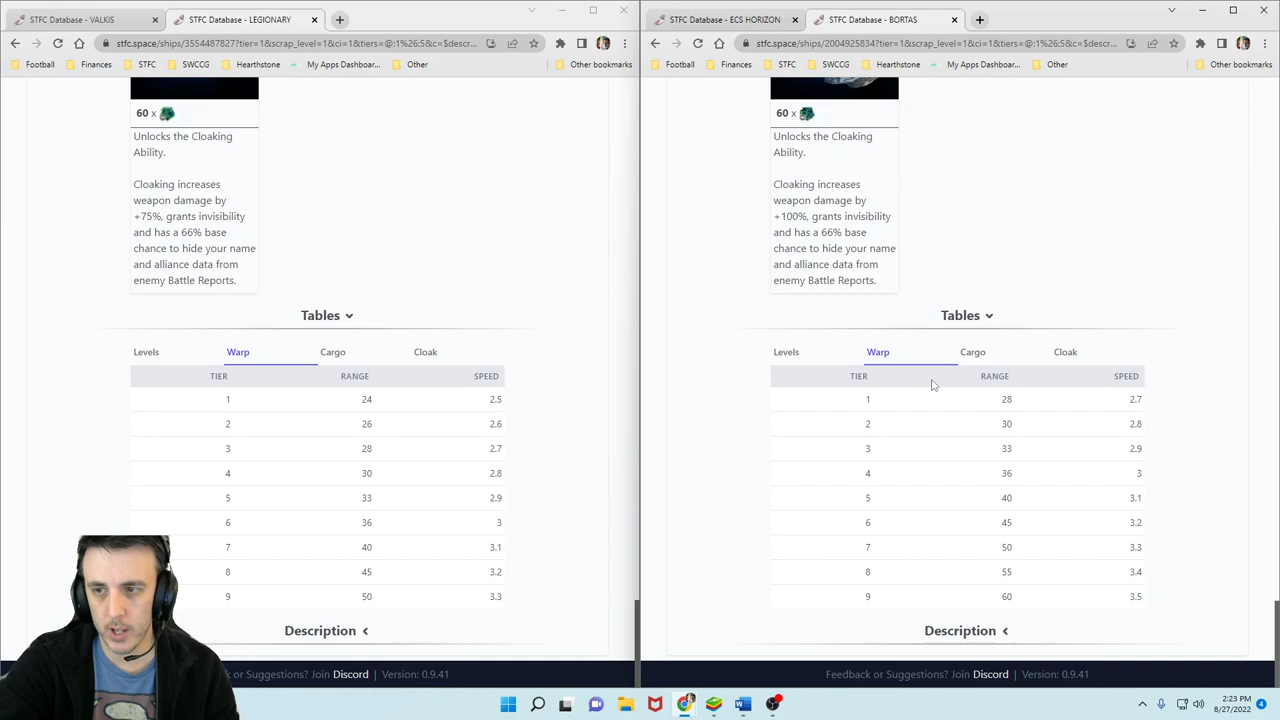 STFC Database - VALKIS
STFC Database - LEGIONARY
stfc.space/ships/3554487827?tier=1&scrap_level=1&ci=1&tiers=@:1%26:5&c=$descr...
Football
Finances
STFC
SWCCG
Hearthstone
My Apps Dashboar...
Other
Other bookmarks
60 x
Unlocks the Cloaking
Ability.
Cloaking increases
weapon damage by
+75%, grants invisibility
and has a 66% base
chance to hide your name
and alliance data from
enemy Battle Reports.
Tables
Levels Warp Cargo Cloak
TIER RANGE SPEED
1 24 2.5
2 26 2.6
3 28 2.7
4 30 2.8
5 33 2.9
6 36 3
7 40 3.1
8 45 3.2
9 50 3.3
Description
k or Suggestions? Join Discord | Version: 0.9.41
STFC Database - ECS HORIZON
STFC Database - BORTAS
stfc.space/ships/2004925834?tier=1&scrap_level=1&ci=1&tiers=@:1%26:5&c=$descr...
Football
Finances
STFC
SWCCG
Hearthstone
My Apps Dashboar...
Other
Other bookmarks
60 x
Unlocks the Cloaking
Ability.
Cloaking increases
weapon damage by
+100%, grants invisibility
and has a 66% base
chance to hide your name
and alliance data from
enemy Battle Reports.
Tables
Levels Warp Cargo Cloak
TIER RANGE SPEED
1 28 2.7
2 30 2.8
3 33 2.9
4 36 3
5 40 3.1
6 45 3.2
7 50 3.3
8 55 3.4
9 60 3.5
Description
Feedback or Suggestions? Join Discord | Version: 0.9.41
2:23 PM
8/27/2022